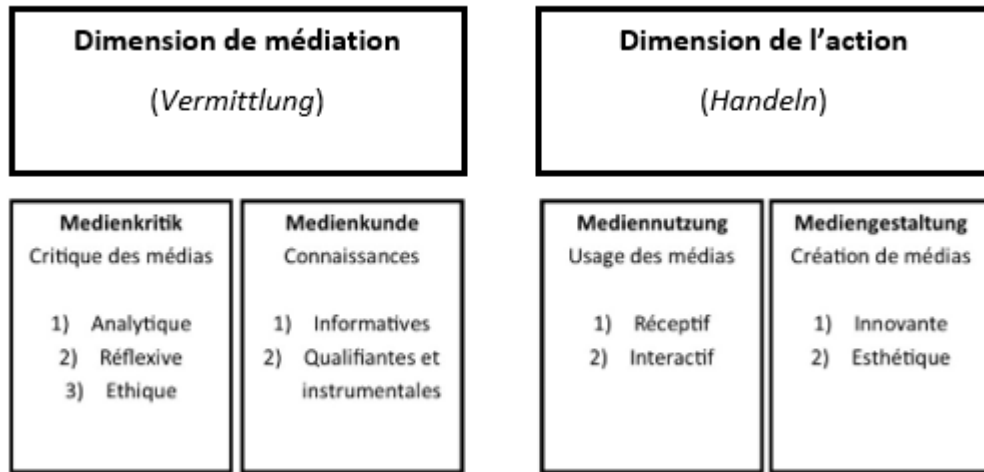 Dimension de médiation
(Vermittlung)
Dimension de l’action
(Handeln)
Medienkritik
Critique des médias
1) Analytique
2) Réflexive
3) Ethique
Medienkunde
Connaissances
1) Informatives
2) Qualifiantes et
instrumentales
Mediennutzung
Usage des médias
1) Réceptif
2) Interactif
Mediengestaltung
Création de médias
1) Innovante
2) Esthétique